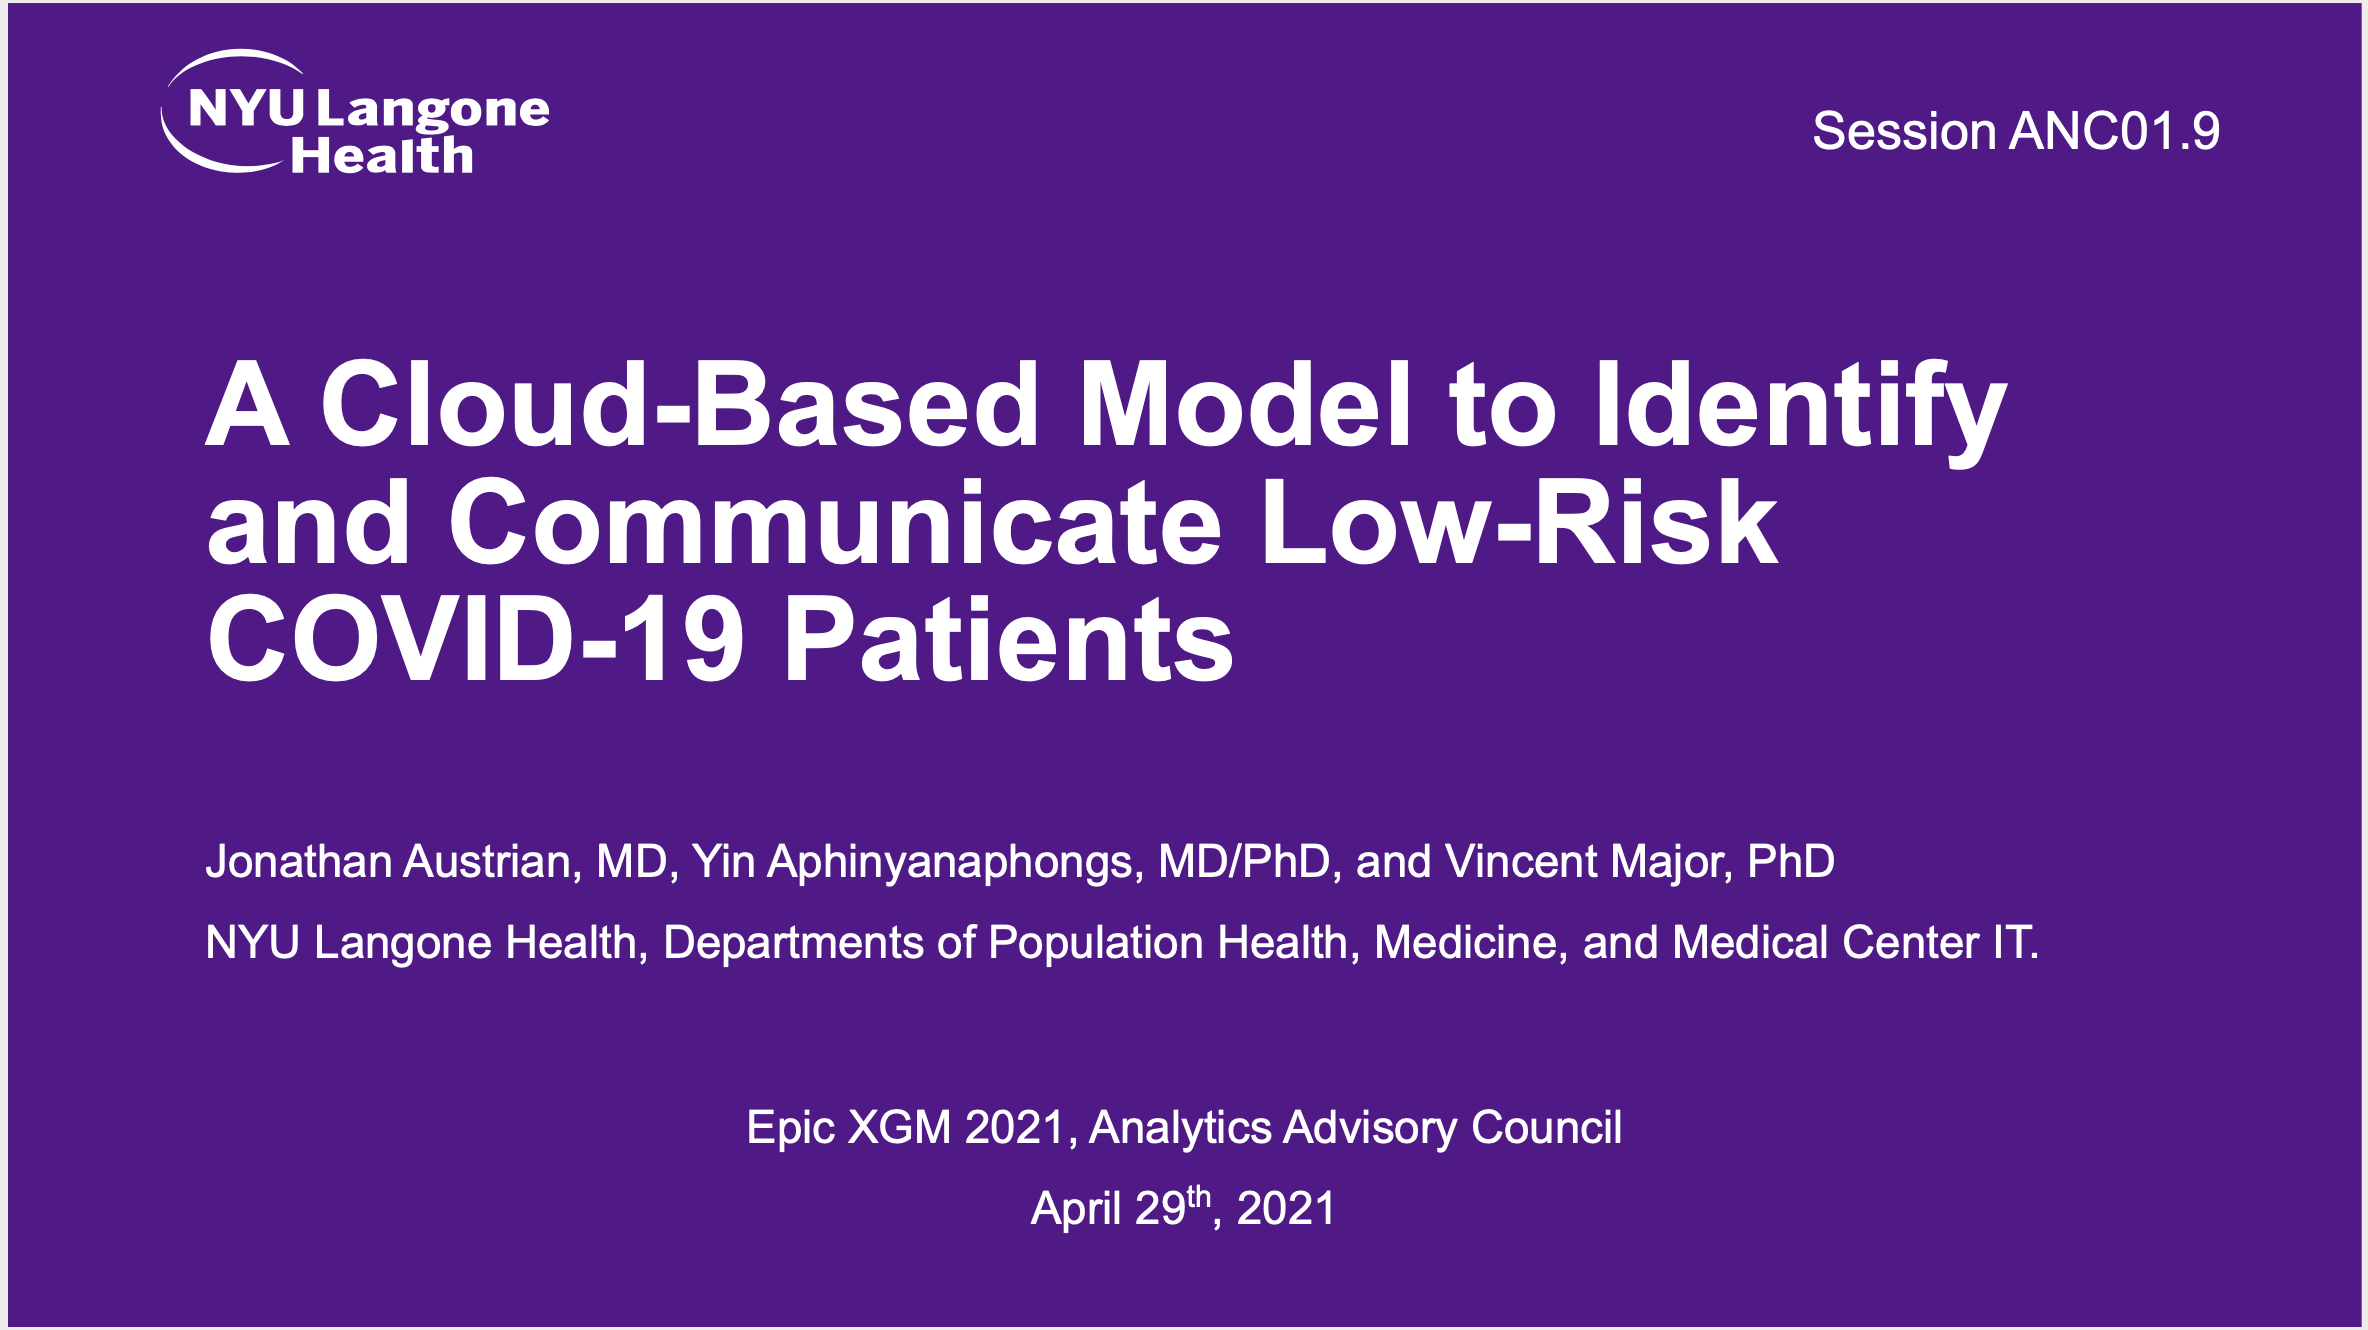 NYU Langone
Health
Session ANC01.9
A Cloud-Based Model to Identify
and Communicate Low-Risk
COVID-19 Patients
Jonathan Austrian, MD, Yin Aphinyanaphongs, MD/PhD, and Vincent Major, PhD
NYU Langone Health, Departments of Population Health, Medicine, and Medical Center IT.
Epic XGM 2021, Analytics Advisory Council
April 29th, 2021